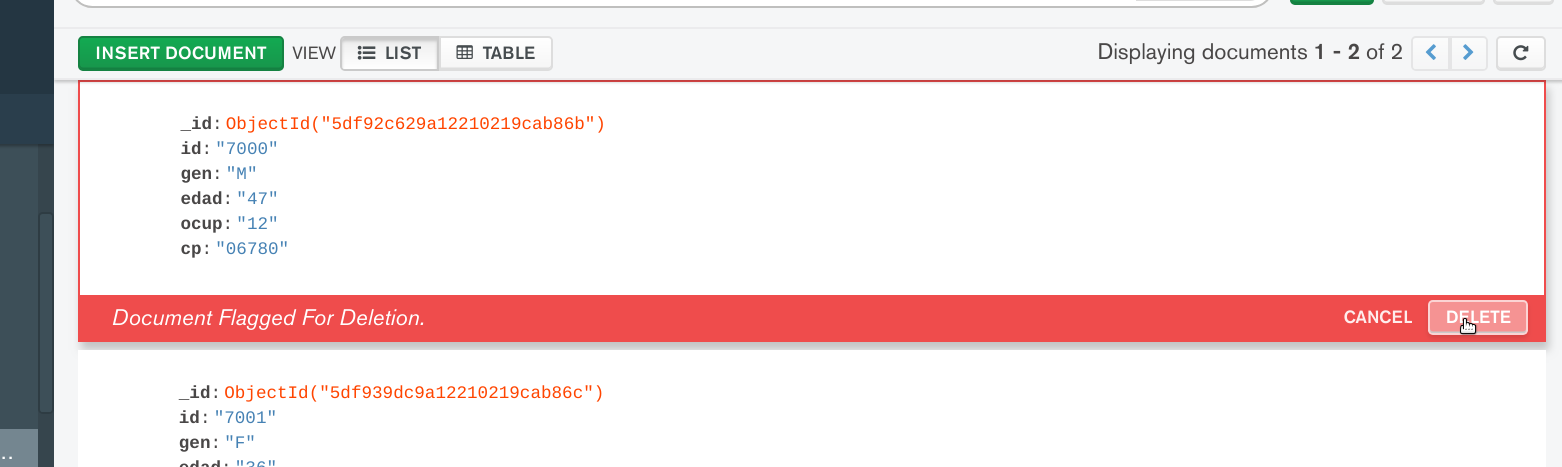 INSERT DOCUMENT VIEW LIST TABLE Displaying documents 1 - 2 of 2
_id: ObjectId("5df92c629a12210219cab86b")
id: "7000"
gen: "M"
edad: "47"
ocup: "12"
cp: "06780"
Document Flagged For Deletion. CANCEL DELETE
_id: ObjectId("5df939dc9a12210219cab86c")
id: "7001"
gen: "F"
edad: "36"